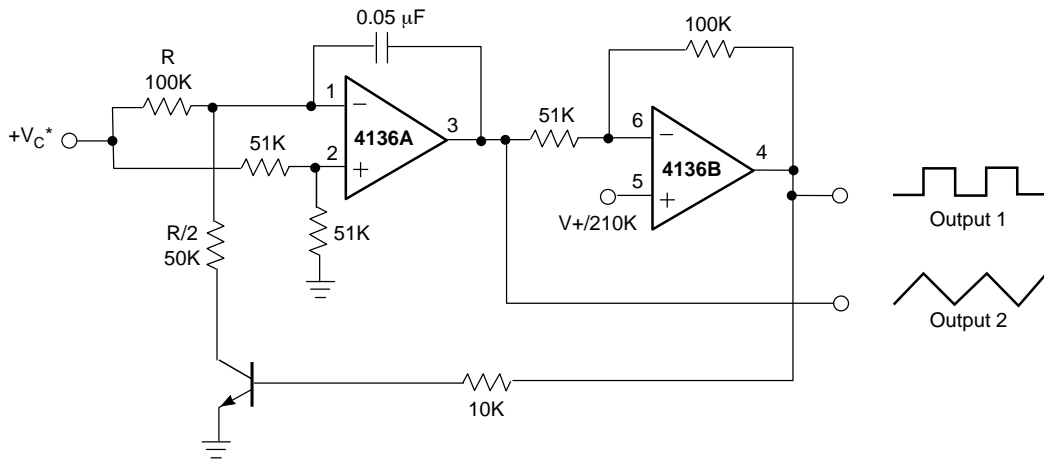 0.05 μF
100K
R
100K
1
−
4136A
3
+VC*
51K
2
+
51K
51K
6
−
4136B
4
5
+
V+/210K
R/2
50K
Output 1
Output 2
10K